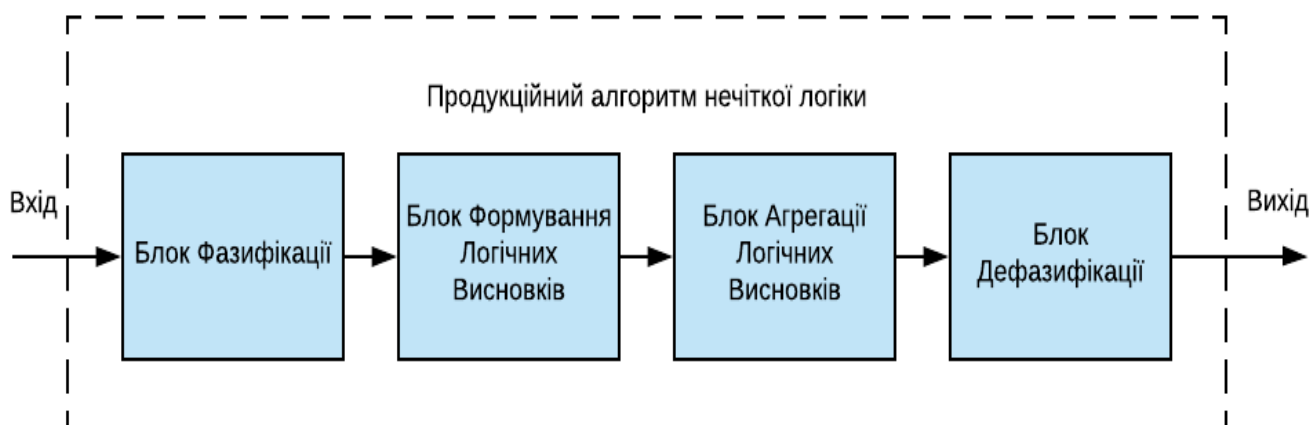 Продукційний алгоритм нечіткої логіки
Вхід
Блок Фазифікації
Блок Формування
Логічних
Висновків
Блок Агрегації
Логічних
Висновків
Блок
Дефазифікації
Вихід